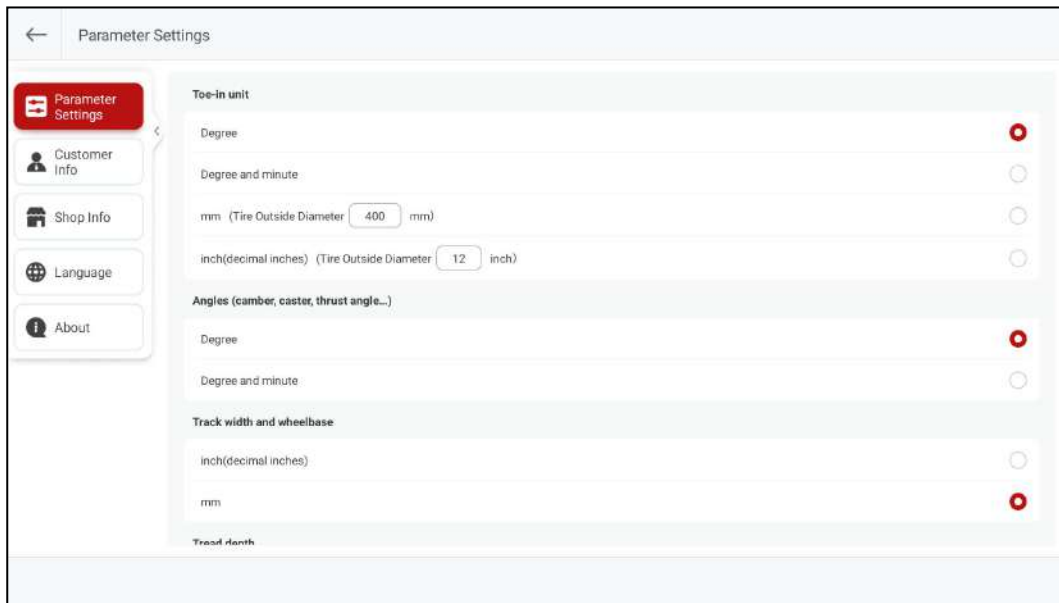 Parameter Settings
Parameter
Settings
Customer
Info
Shop Info
Language
About
Toe-in unit
Degree
Degree and minute
mm (Tire Outside Diameter 400 mm)
inch(decimal inches) (Tire Outside Diameter 12 inch)
Angles (camber, caster, thrust angle...)
Degree
Degree and minute
Track width and wheelbase
inch(decimal inches)
mm
Tread depth